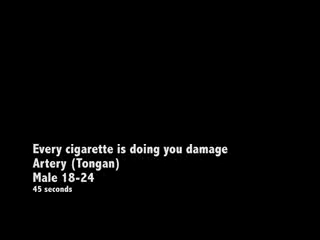 Every cigarette is doing you damage
Artery (Tongan)
Male 18-24
45 seconds